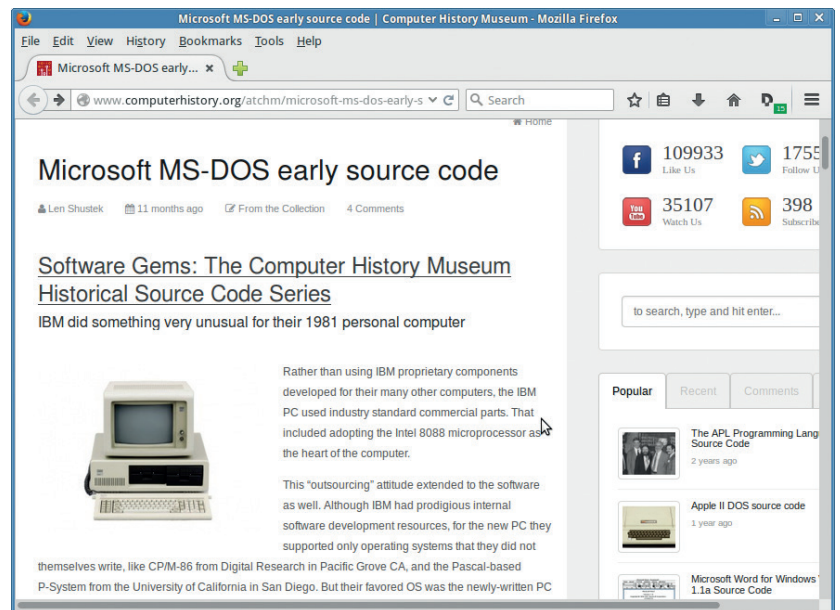 Microsoft MS-DOS early source code | Computer History Museum - Mozilla Firefox
File Edit View History Bookmarks Tools Help
Microsoft MS-DOS early...
www.computerhistory.org/atchm/microsoft-ms-dos-early-s
Search
15
Home
Microsoft MS-DOS early source code
Len Shustek 11 months ago From the Collection 4 Comments
Software Gems: The Computer History Museum
Historical Source Code Series
IBM did something very unusual for their 1981 personal computer
Rather than using IBM proprietary components
developed for their many other computers, the IBM
PC used industry standard commercial parts. That
included adopting the Intel 8088 microprocessor as
the heart of the computer.
This “outsourcing” attitude extended to the software
as well. Although IBM had prodigious internal
software development resources, for the new PC they
supported only operating systems that they did not
themselves write, like CP/M-86 from Digital Research in Pacific Grove CA, and the Pascal-based
P-System from the University of California in San Diego. But their favored OS was the newly-written PC
109933
Like Us
1755
Follow U
You Tube
35107
Watch Us
398
Subscribe
to search, type and hit enter...
Popular Recent Comments
The APL Programming Lang
Source Code
2 years ago
Apple II DOS source code
1 year ago
Microsoft Word for Windows
1.1a Source Code